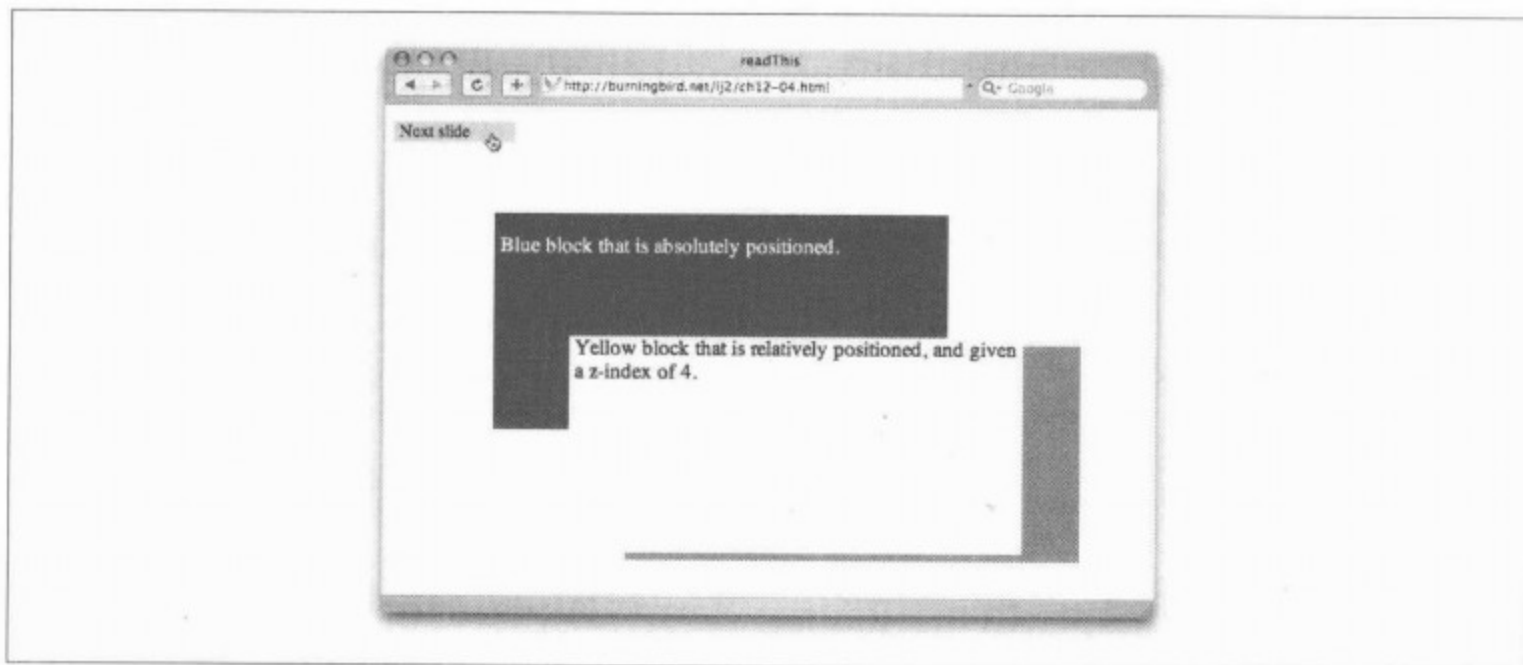 readThis
http://burningbird.net/lj2/ch12-04.html
Google
Next slide
Blue block that is absolutely positioned.
Yellow block that is relatively positioned, and given
a z-index of 4.